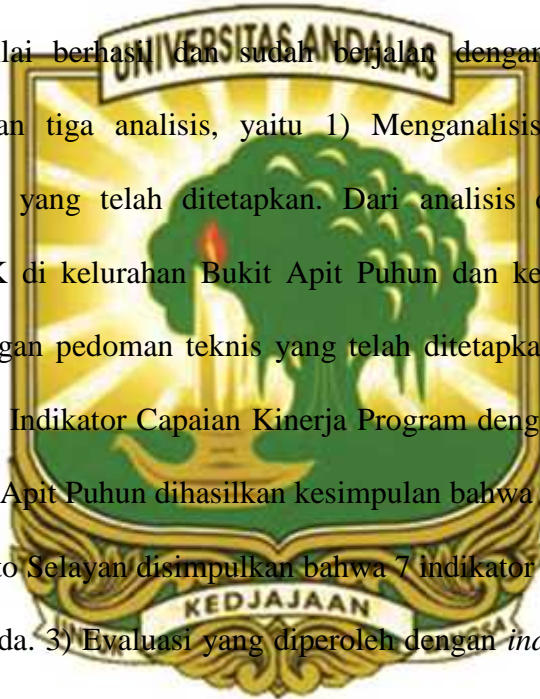 UNIVERSITAS ANDALAS
lai berhasil dan sudah berjalan dengan
an tiga analisis, yaitu 1) Menganalisis
yang telah ditetapkan. Dari analisis
K di kelurahan Bukit Apit Puhun dan ke
gan pedoman teknis yang telah ditetapka
Indikator Capaian Kinerja Program deng
Apit Puhun dihasilkan kesimpulan bahwa
to Selayan disimpulkan bahwa 7 indikator
KEDJAJAAN
da. 3) Evaluasi yang diperoleh dengan inc